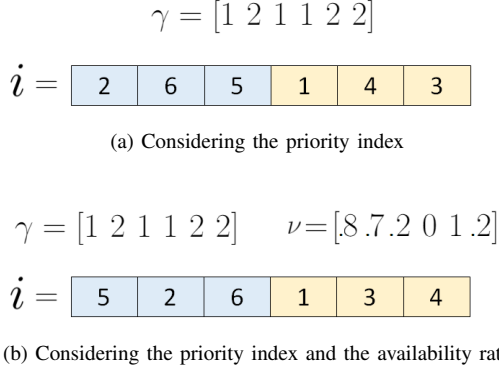 γ = [1 2 1 1 2 2]
i = 2 6 5 1 4 3
(a) Considering the priority index
γ = [1 2 1 1 2 2] ν=[.8 .7 .2 0 1 .2]
i = 5 2 6 1 3 4
(b) Considering the priority index and the availability rat